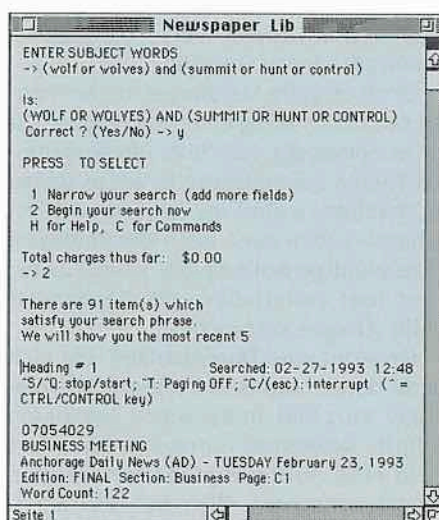 Newspaper Lib
ENTER SUBJECT WORDS
-> (wolf or wolves) and (summit or hunt or control)
Is:
(WOLF OR WOLVES) AND (SUMMIT OR HUNT OR CONTROL)
Correct ? (Yes/No) -> y
PRESS TO SELECT
1 Narrow your search (add more fields)
2 Begin your search now
H for Help, C for Commands
Total charges thus far: $0.00
-> 2
There are 91 item(s) which
satisfy your search phrase.
We will show you the most recent 5
Heading # 1 Searched: 02-27-1993 12:48
^S/^Q: stop/start; ^T: Paging OFF; ^C/(esc): interrupt (^ =
CTRL/CONTROL key)
07054029
BUSINESS MEETING
Anchorage Daily News (AD) - TUESDAY February 23, 1993
Edition: FINAL Section: Business Page: C1
Word Count: 122
Seite 1